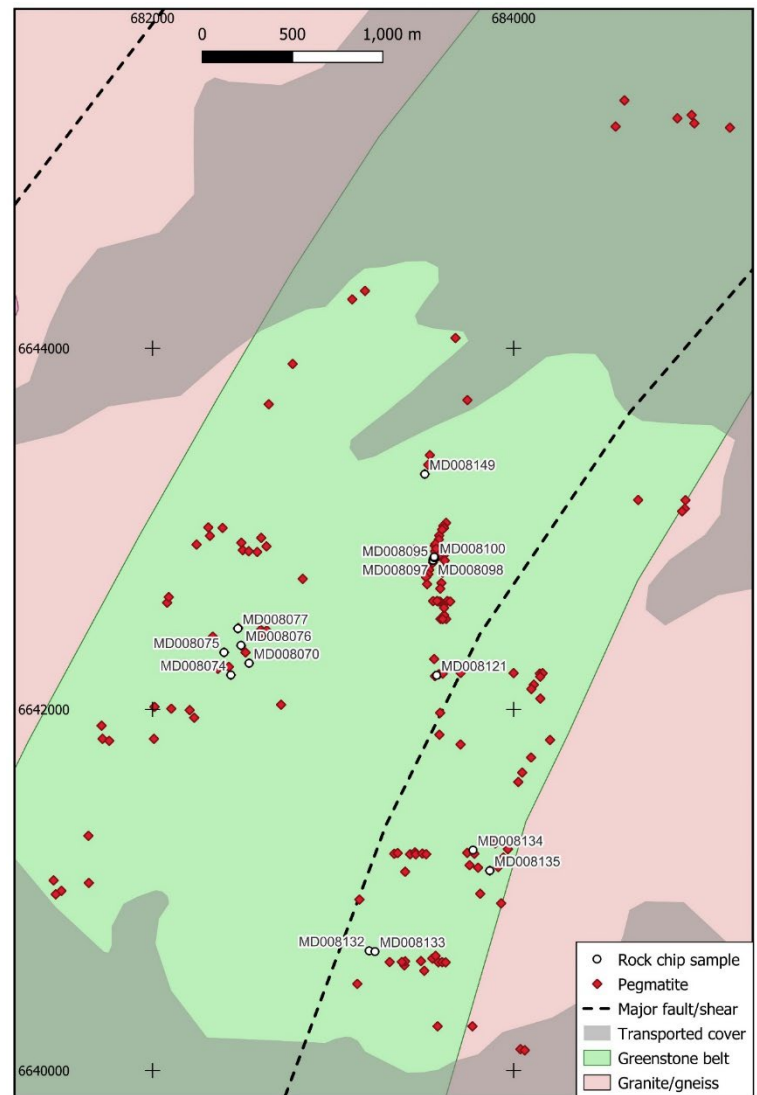 682000
684000
0 500 1,000 m
6644000
MD008149
MD008095
MD008100
MD008097
MD008098
MD008077
MD008076
MD008075
MD008070
MD008074
MD008121
6642000
MD008134
MD008135
MD008132
MD008133
Rock chip sample
Pegmatite
Major fault/shear
Transported cover
Greenstone belt
Granite/gneiss
6640000